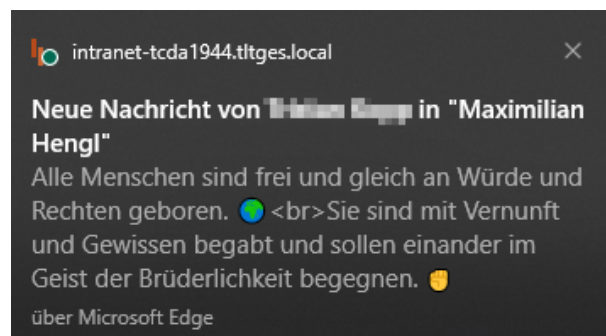 intranet-tcda1944.tltges.local
Neue Nachricht von in "Maximilian
Hengl"
Alle Menschen sind frei und gleich an Würde und
Rechten geboren. 🌍 <br>Sie sind mit Vernunft
und Gewissen begabt und sollen einander im
Geist der Brüderlichkeit begegnen. ✊
über Microsoft Edge